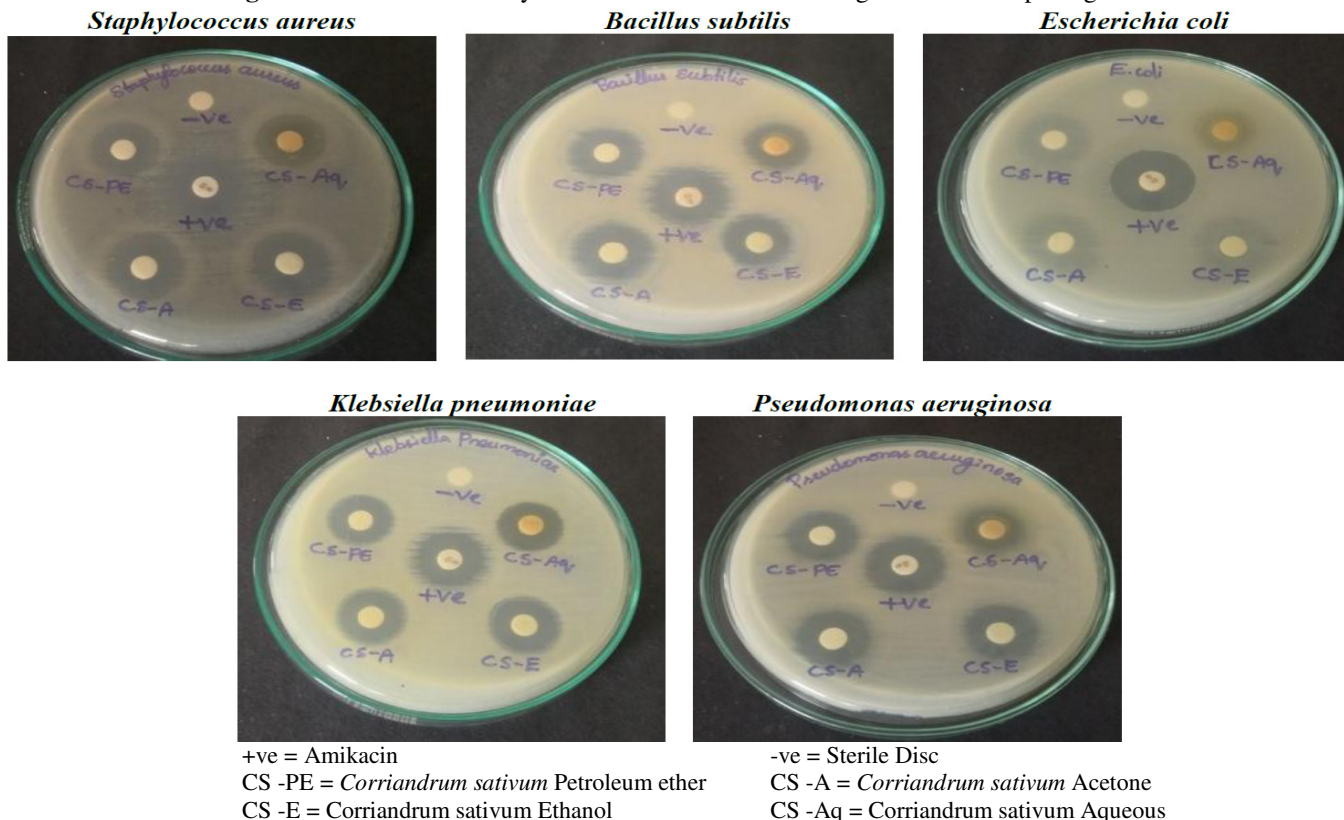 Staphylococcus aureus
Bacillus subtilis
Escherichia coli
Staphylococcus aureus
-ve
CS-PE
CS-Aq
+ve
CS-A
CS-E
Bacillus subtilis
-ve
CS-PE
CS-Aq
+ve
CS-A
CS-E
E.coli
-ve
CS-PE
CS-Aq
+ve
CS-A
CS-E
Klebsiella pneumoniae
Pseudomonas aeruginosa
Klebsiella Pneumoniae
-ve
CS-PE
CS-Aq
+ve
CS-A
CS-E
Pseudomonas aeruginosa
-ve
CS-PE
CS-Aq
+ve
CS-A
CS-E
+ve = Amikacin
-ve = Sterile Disc
CS -PE = Corriandrum sativum Petroleum ether
CS -A = Corriandrum sativum Acetone
CS -E = Corriandrum sativum Ethanol
CS -Aq = Corriandrum sativum Aqueous